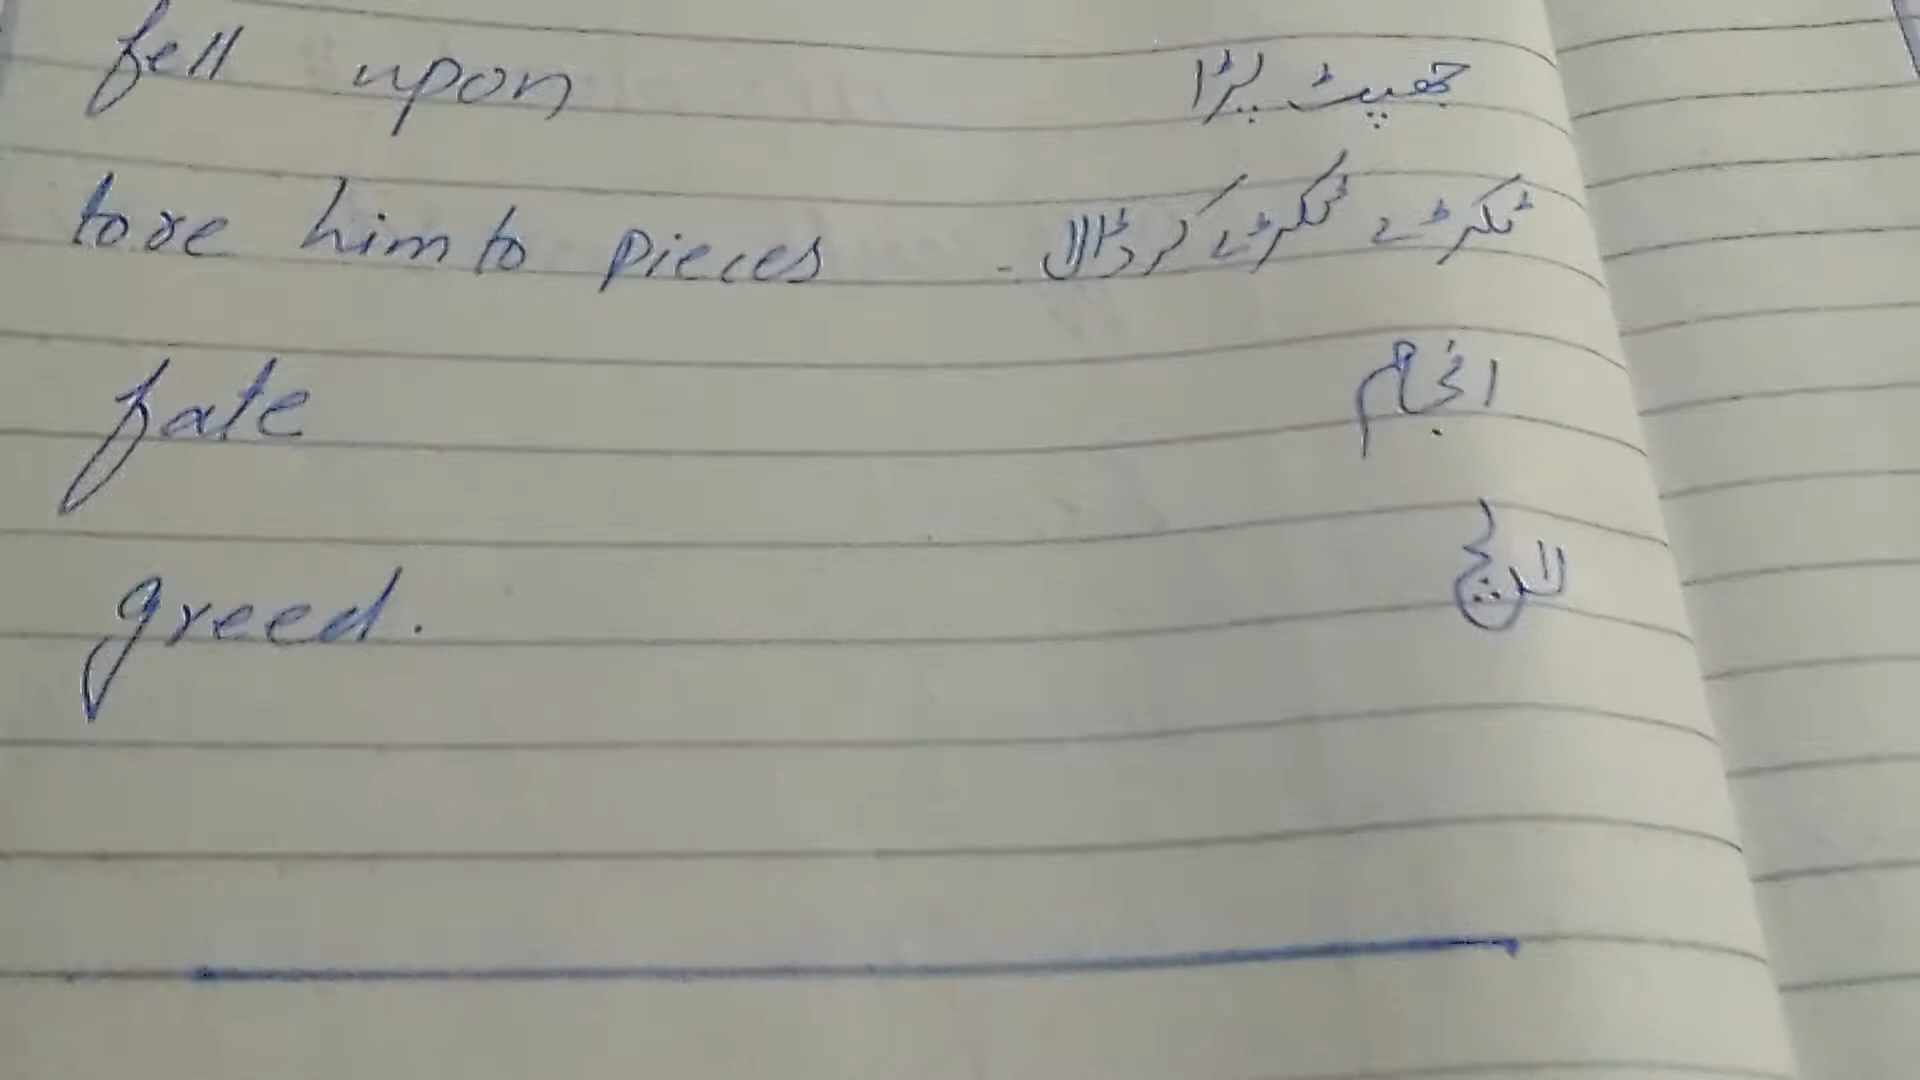 fell upon جھپٹ پڑا
tore him to pieces ٹکڑے ٹکڑے کر ڈالا۔
fate انجام
greed. لالچ